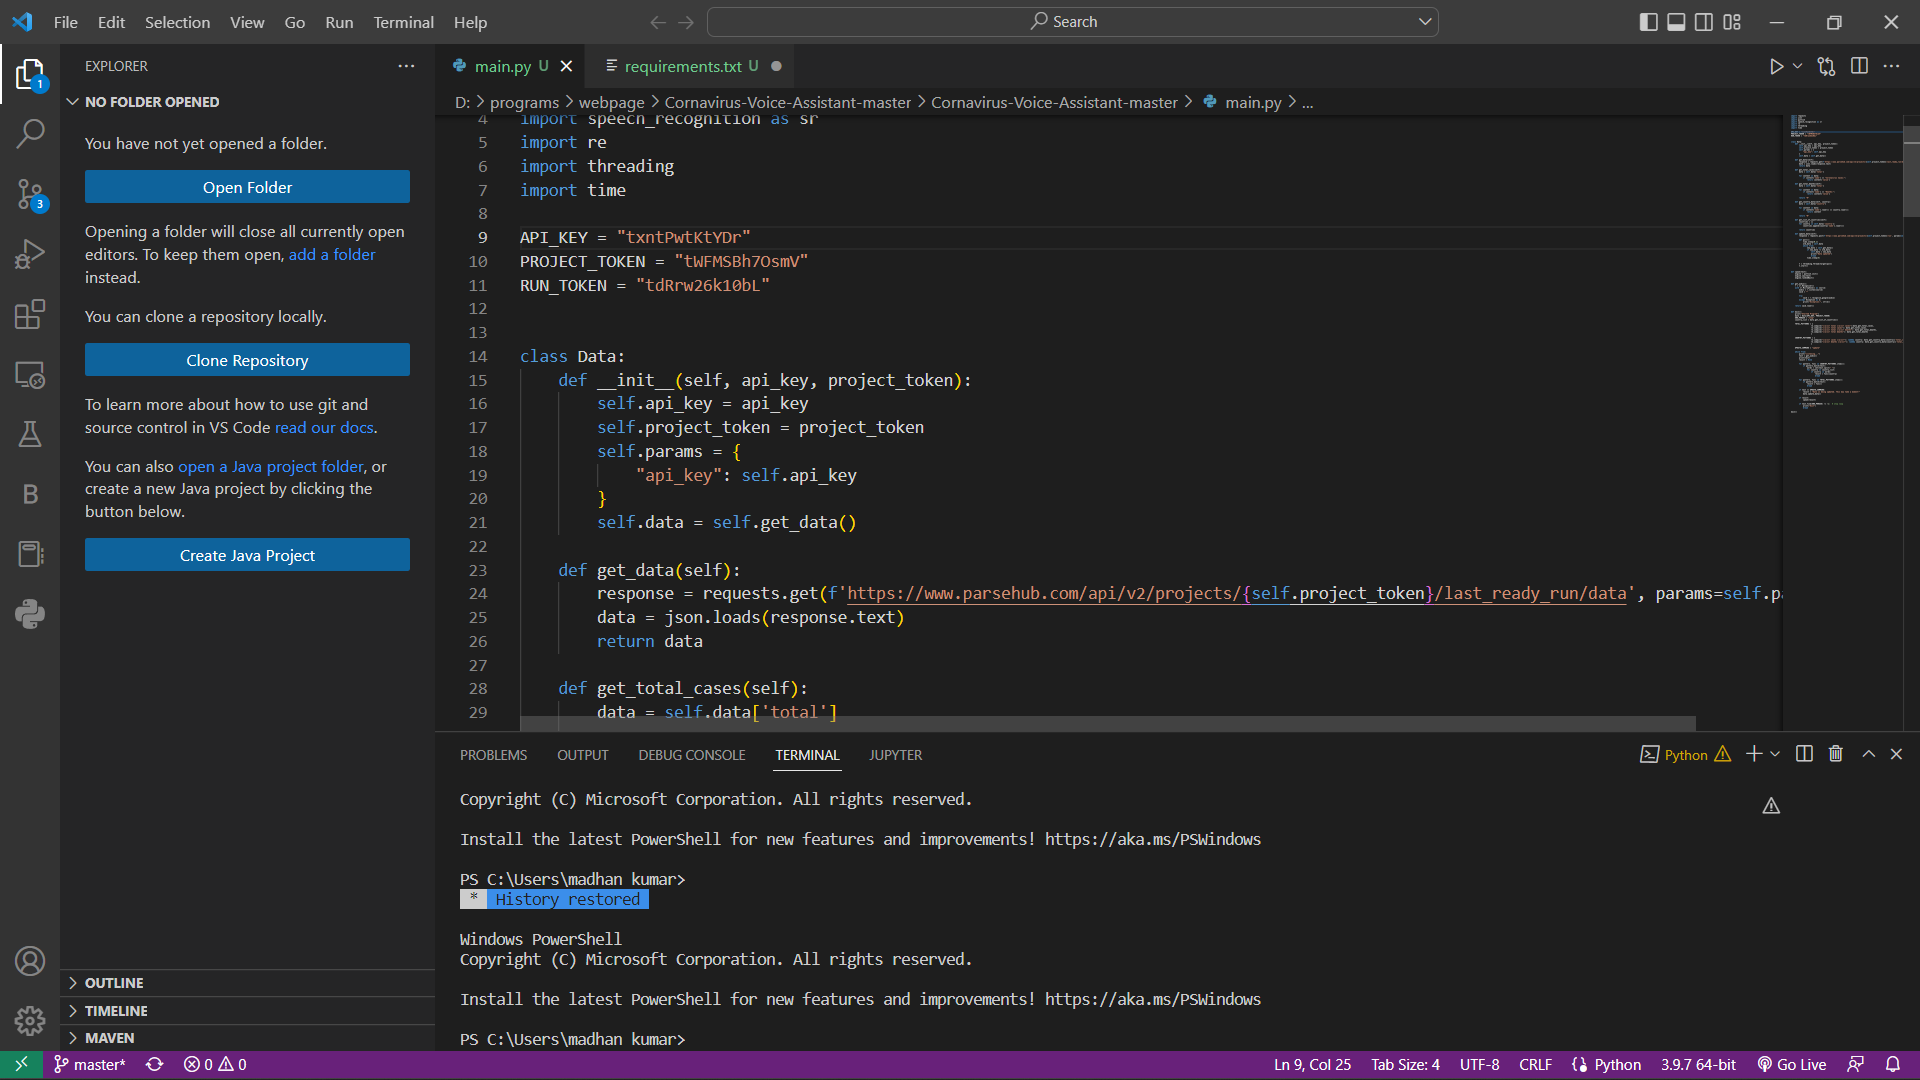 File Edit Selection View Go Run Terminal Help
Search
EXPLORER
NO FOLDER OPENED
You have not yet opened a folder.
Open Folder
Opening a folder will close all currently open
editors. To keep them open, add a folder
instead.
You can clone a repository locally.
Clone Repository
To learn more about how to use git and
source control in VS Code read our docs.
You can also open a Java project folder, or
create a new Java project by clicking the
button below.
Create Java Project
OUTLINE
TIMELINE
MAVEN
1
3
B
main.py U
requirements.txt U
D: > programs > webpage > Cornavirus-Voice-Assistant-master > Cornavirus-Voice-Assistant-master > main.py > ...
4 import speech_recognition as sr
5 import re
6 import threading
7 import time
8
9 API_KEY = "txntPwtKtYDr"
10 PROJECT_TOKEN = "tWFMSBh7OsmV"
11 RUN_TOKEN = "tdRrw26k10bL"
12
13
14 class Data:
15 def __init__(self, api_key, project_token):
16 self.api_key = api_key
17 self.project_token = project_token
18 self.params = {
19 "api_key": self.api_key
20 }
21 self.data = self.get_data()
22
23 def get_data(self):
24 response = requests.get(f'https://www.parsehub.com/api/v2/projects/{self.project_token}/last_ready_run/data', params=self.pa
25 data = json.loads(response.text)
26 return data
27
28 def get_total_cases(self):
29 data = self.data['total']
PROBLEMS OUTPUT DEBUG CONSOLE TERMINAL JUPYTER
Python
Copyright (C) Microsoft Corporation. All rights reserved.
Install the latest PowerShell for new features and improvements! https://aka.ms/PSWindows
PS C:\Users\madhan kumar>
* History restored
Windows PowerShell
Copyright (C) Microsoft Corporation. All rights reserved.
Install the latest PowerShell for new features and improvements! https://aka.ms/PSWindows
PS C:\Users\madhan kumar>
master* 0 0 Ln 9, Col 25 Tab Size: 4 UTF-8 CRLF Python 3.9.7 64-bit Go Live